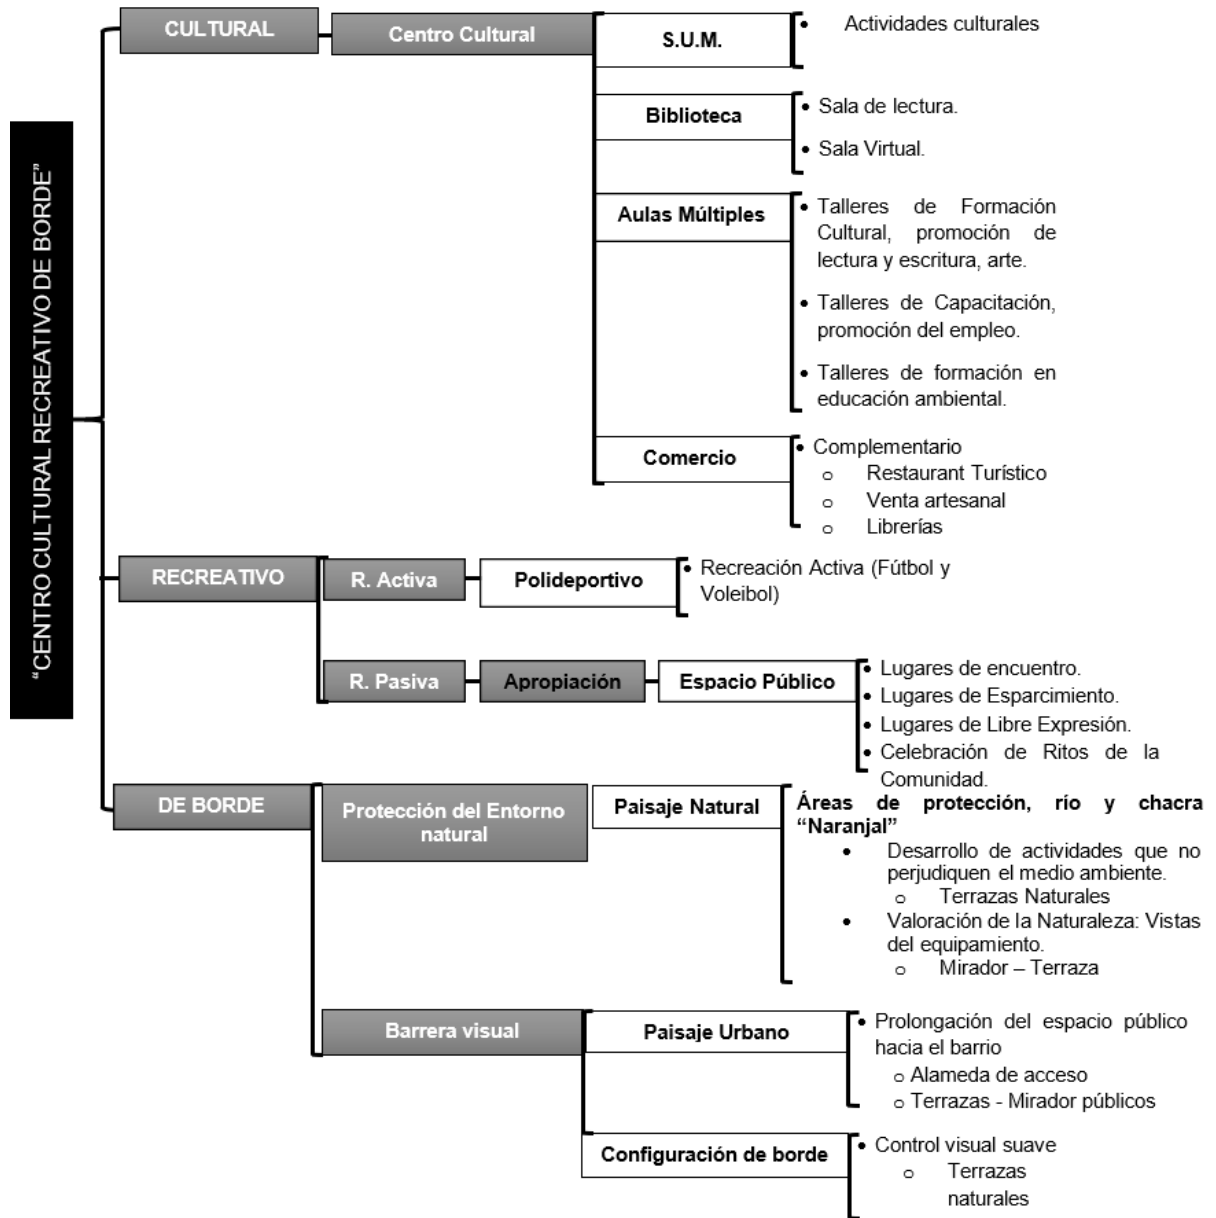 “CENTRO CULTURAL RECREATIVO DE BORDE”
CULTURAL
Centro Cultural
S.U.M.
• Actividades culturales
Biblioteca
• Sala de lectura.
• Sala Virtual.
Aulas Múltiples
• Talleres de Formación
Cultural, promoción de
lectura y escritura, arte.
• Talleres de Capacitación,
promoción del empleo.
• Talleres de formación en
educación ambiental.
Comercio
• Complementario
o Restaurant Turístico
o Venta artesanal
o Librerías
RECREATIVO
R. Activa
Polideportivo
• Recreación Activa (Fútbol y
Voleibol)
R. Pasiva
Apropiación
Espacio Público
• Lugares de encuentro.
• Lugares de Esparcimiento.
• Lugares de Libre Expresión.
• Celebración de Ritos de la
Comunidad.
DE BORDE
Protección del Entorno
natural
Paisaje Natural
Áreas de protección, río y chacra
“Naranjal”
• Desarrollo de actividades que no
perjudiquen el medio ambiente.
o Terrazas Naturales
• Valoración de la Naturaleza: Vistas
del equipamiento.
o Mirador – Terraza
Barrera visual
Paisaje Urbano
• Prolongación del espacio público
hacia el barrio
o Alameda de acceso
o Terrazas - Mirador públicos
Configuración de borde
• Control visual suave
o Terrazas
naturales